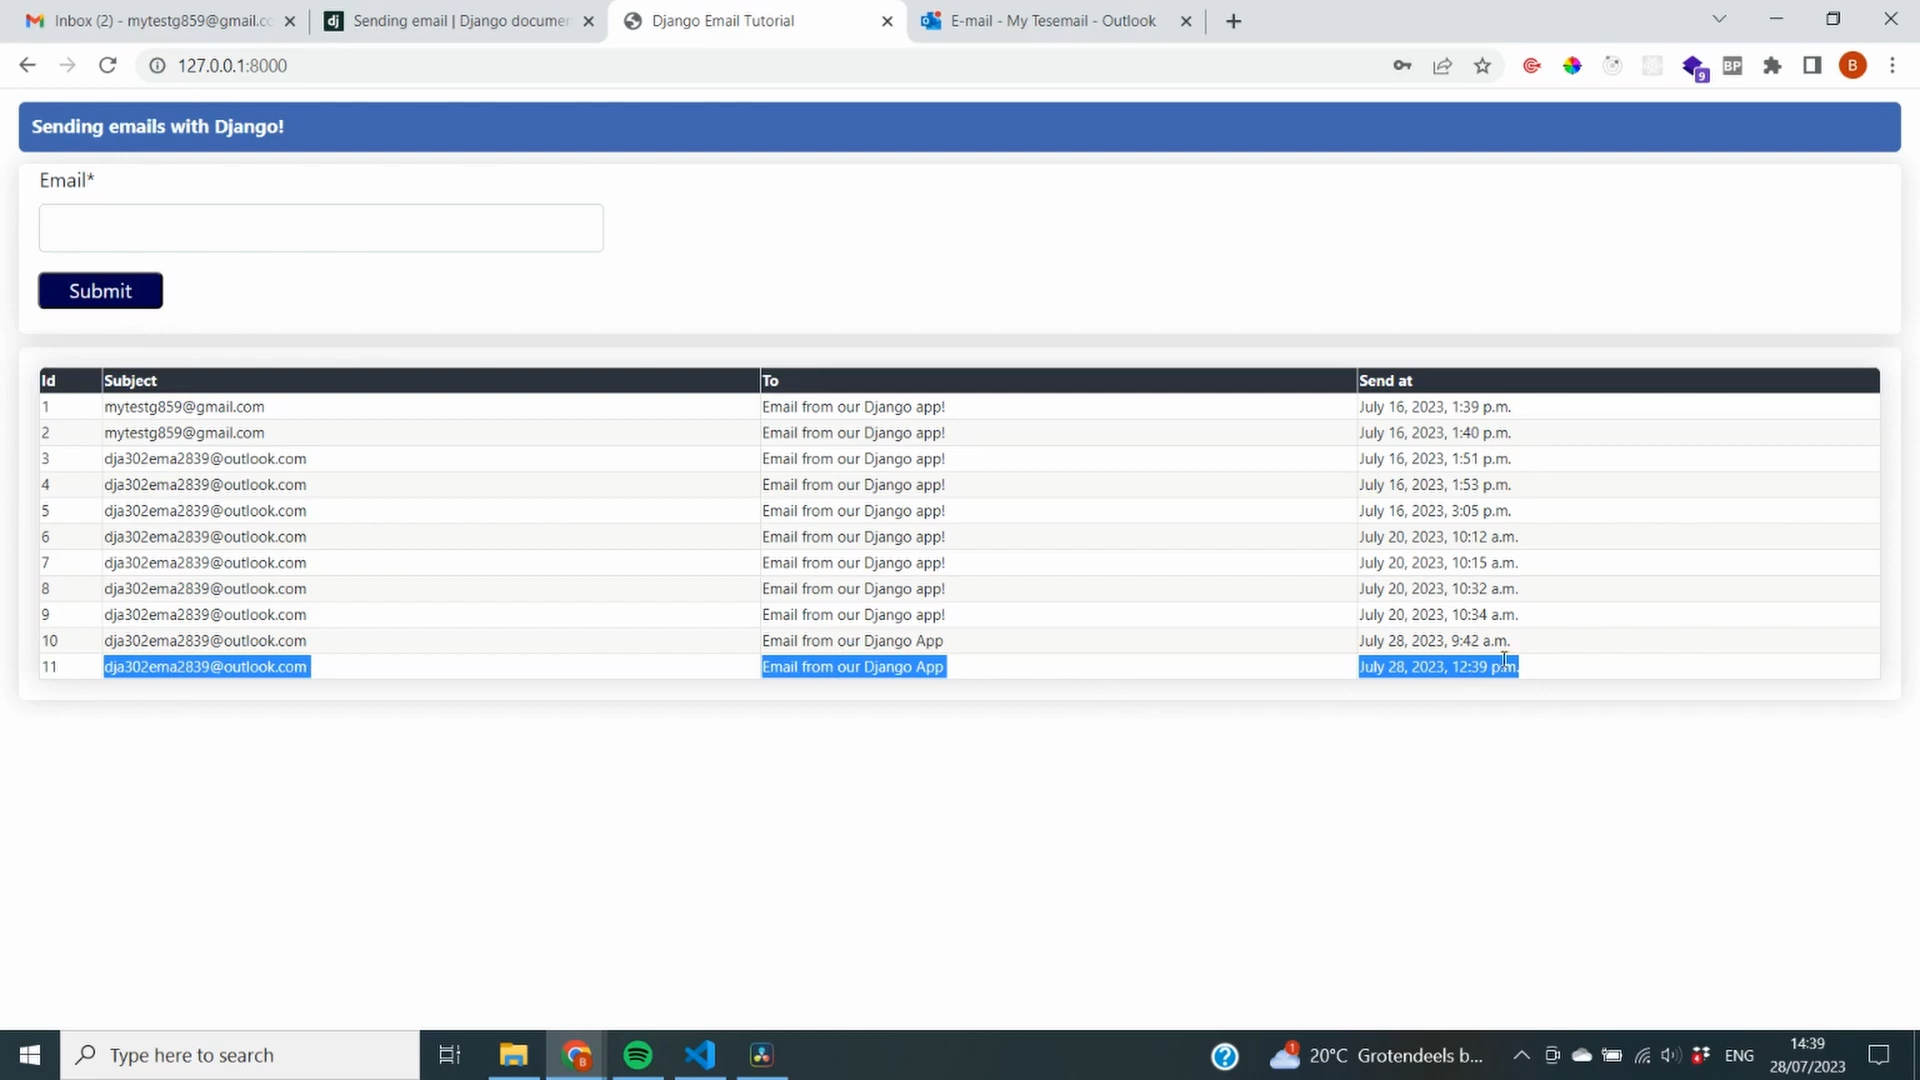 Inbox (2) - mytestg859@gmail.co
Sending email | Django documen
Django Email Tutorial
E-mail - My Tesemail - Outlook
127.0.0.1:8000
9
BP
B
Sending emails with Django!
Email*
Submit
Id Subject To Send at
1 mytestg859@gmail.com Email from our Django app! July 16, 2023, 1:39 p.m.
2 mytestg859@gmail.com Email from our Django app! July 16, 2023, 1:40 p.m.
3 dja302ema2839@outlook.com Email from our Django app! July 16, 2023, 1:51 p.m.
4 dja302ema2839@outlook.com Email from our Django app! July 16, 2023, 1:53 p.m.
5 dja302ema2839@outlook.com Email from our Django app! July 16, 2023, 3:05 p.m.
6 dja302ema2839@outlook.com Email from our Django app! July 20, 2023, 10:12 a.m.
7 dja302ema2839@outlook.com Email from our Django app! July 20, 2023, 10:15 a.m.
8 dja302ema2839@outlook.com Email from our Django app! July 20, 2023, 10:32 a.m.
9 dja302ema2839@outlook.com Email from our Django app! July 20, 2023, 10:34 a.m.
10 dja302ema2839@outlook.com Email from our Django App July 28, 2023, 9:42 a.m.
11 dja302ema2839@outlook.com Email from our Django App July 28, 2023, 12:39 p.m.
Type here to search
20°C Grotendeels b...
ENG
14:39
28/07/2023